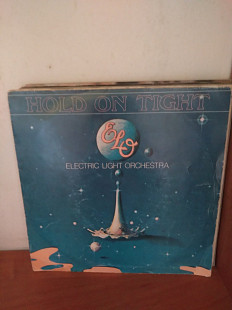 HOLD ON TIGHT
ELO
ELECTRIC LIGHT ORCHESTRA